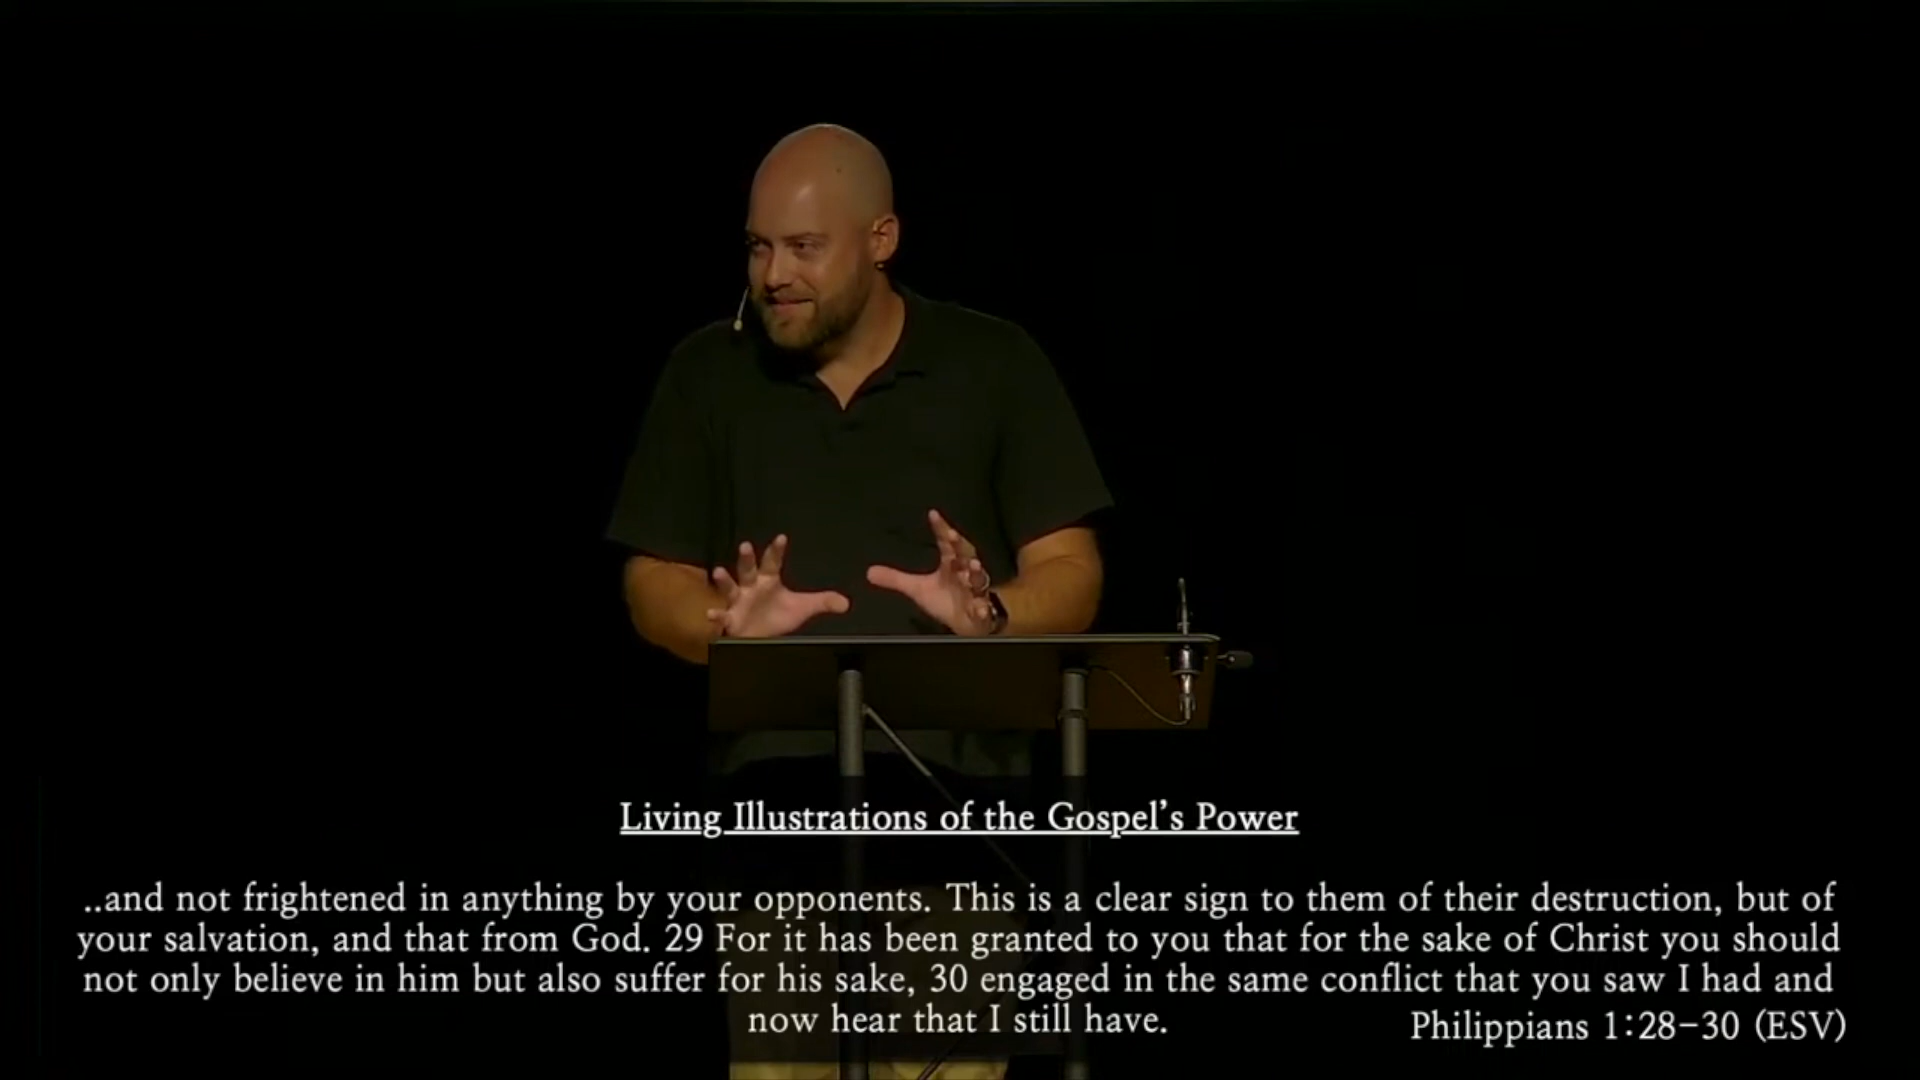 Living Illustrations of the Gospel's Power
..and not frightened in anything by your opponents. This is a clear sign to them of their destruction, but of
your salvation, and that from God. 29 For it has been granted to you that for the sake of Christ you should
not only believe in him but also suffer for his sake, 30 engaged in the same conflict that you saw I had and
now hear that I still have.
Philippians 1:28–30 (ESV)